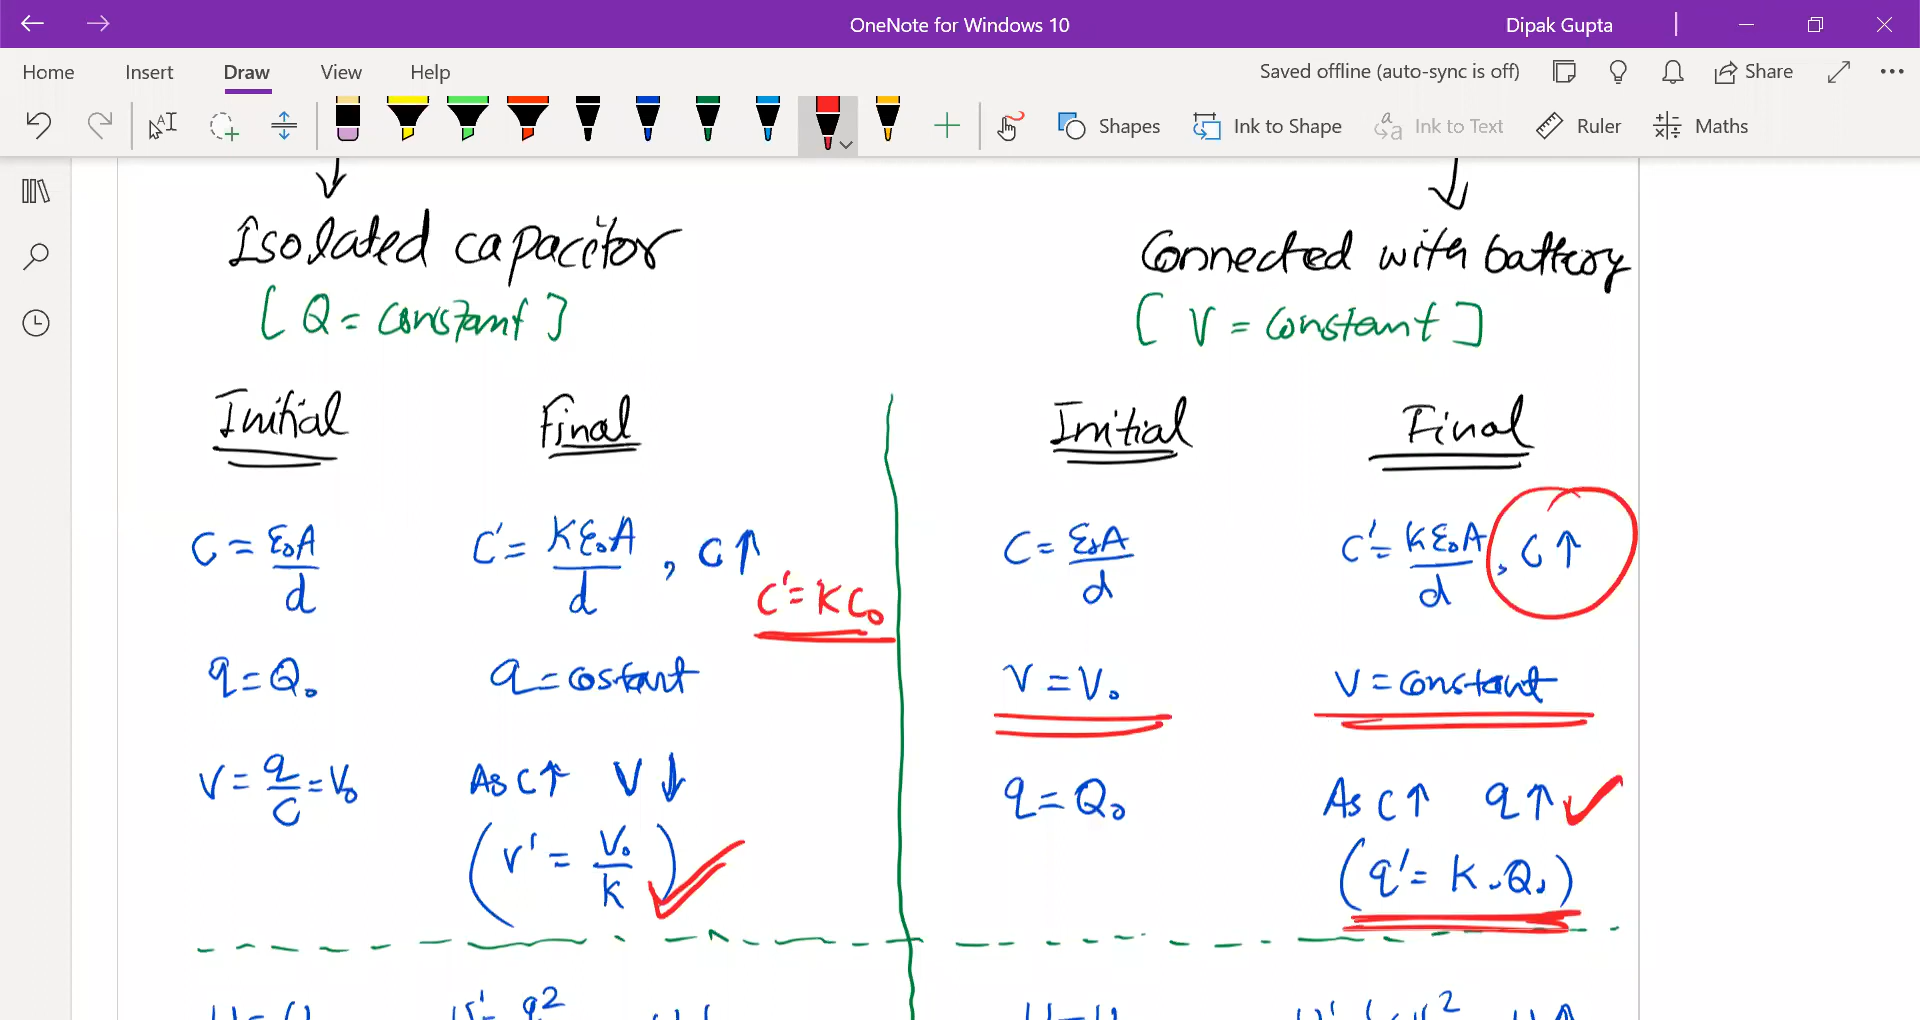 OneNote for Windows 10
Dipak Gupta
Home Insert Draw View Help
Saved offline (auto-sync is off) Share
Shapes Ink to Shape Ink to Text Ruler Maths
Isolated capacitor
[ Q = constant ]
Connected with battery
[ V = constant ]
Initial Final
C = ε₀A/d C' = Kε₀A/d , C ↑
C' = K C₀
q = Q₀ q = costant
V = q/C = V₀ As C ↑ V ↓
( V' = V₀/K )
Initial Final
C = ε₀A/d C' = Kε₀A/d , C ↑
V = V₀ V = constant
q = Q₀ As C ↑ q ↑
( q' = K . Q₀ )